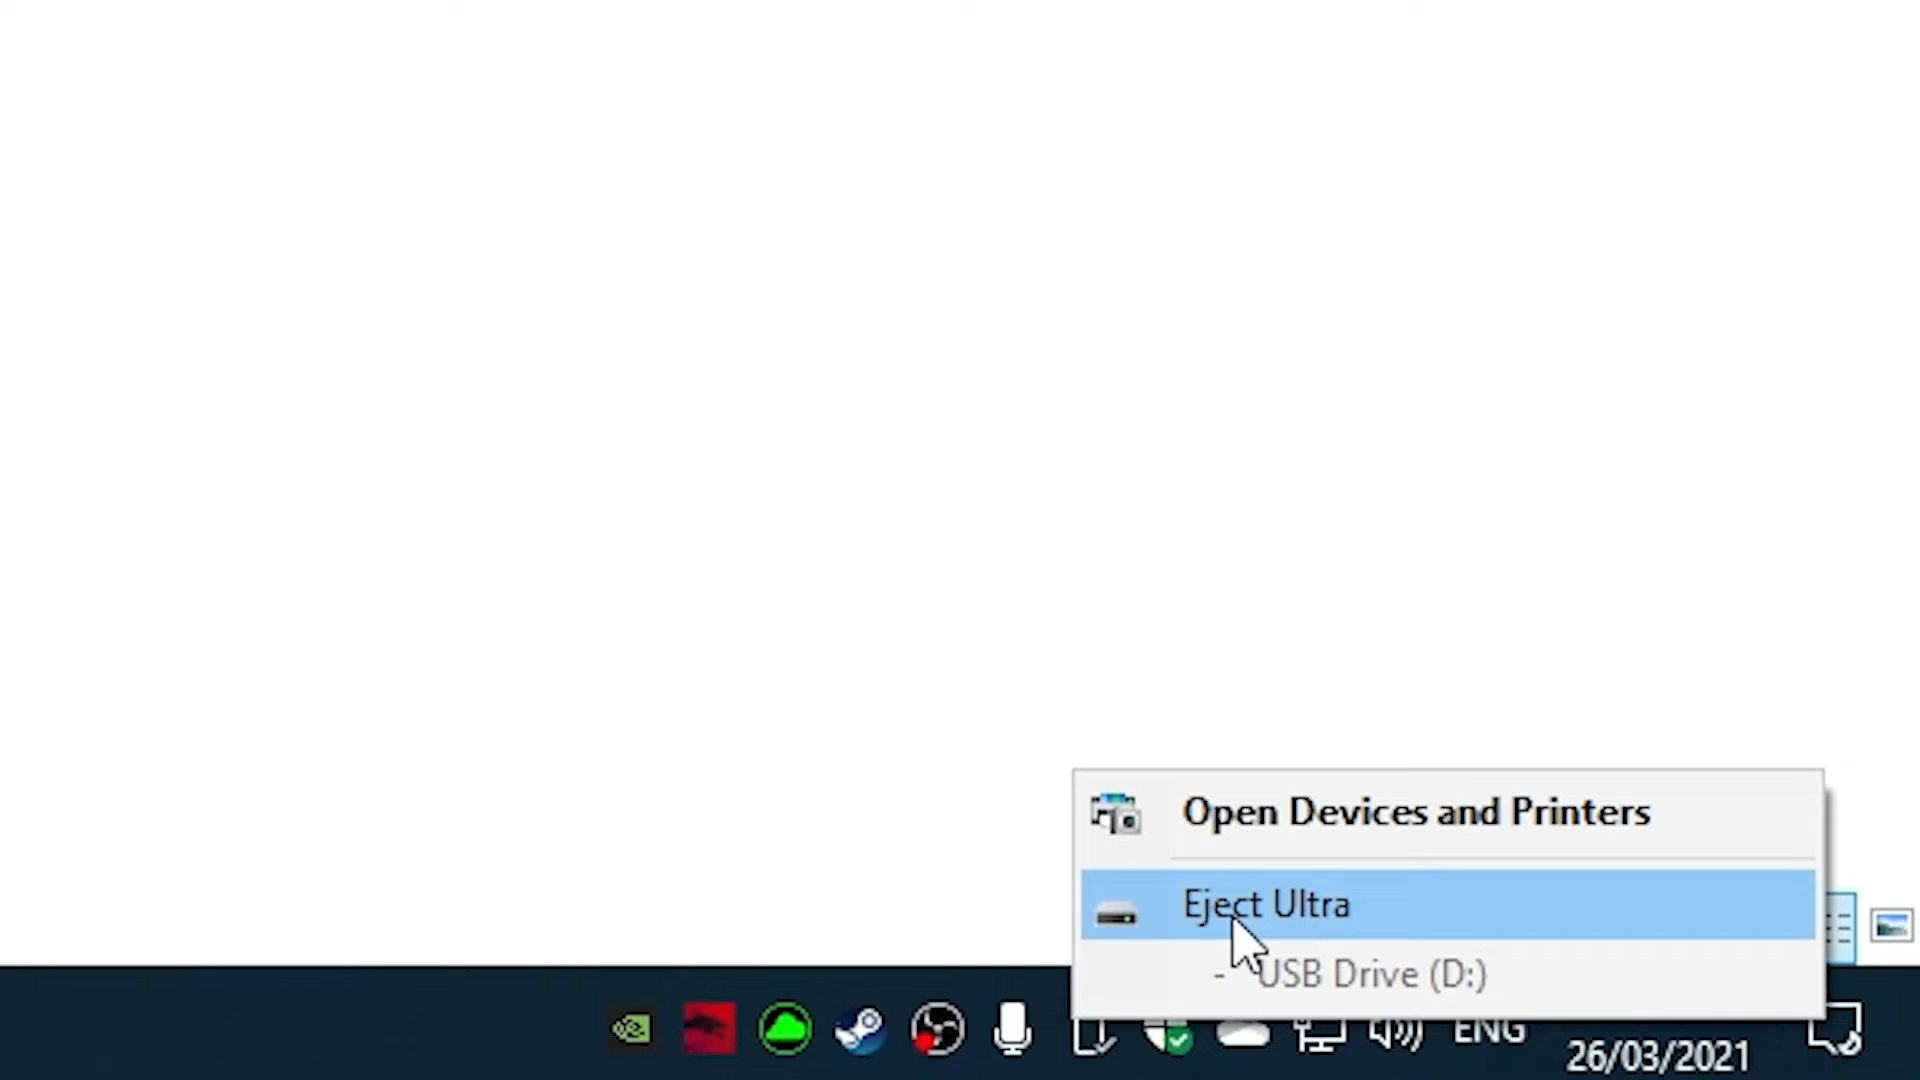 Open Devices and Printers
Eject Ultra
- USB Drive (D:)
ENG
26/03/2021